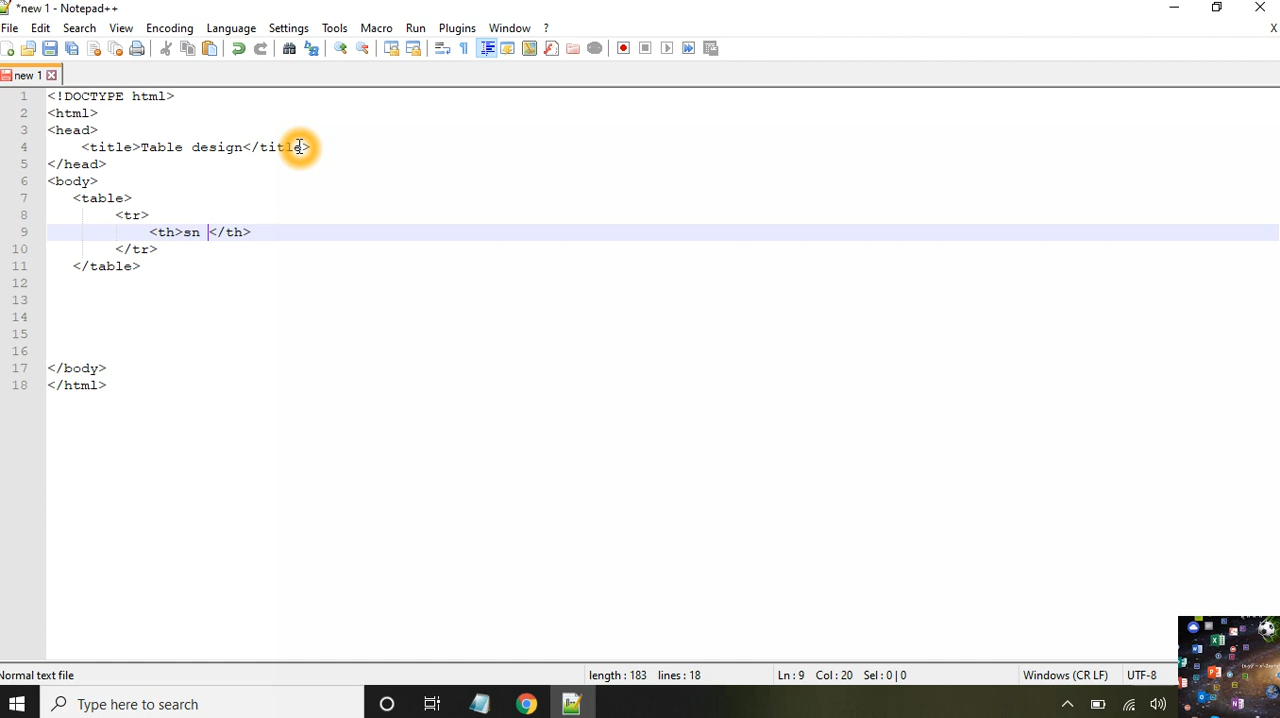 *new 1 - Notepad++
File Edit Search View Encoding Language Settings Tools Macro Run Plugins Window ? X
new 1
1 <!DOCTYPE html>
2 <html>
3 <head>
4 <title>Table design</title>
5 </head>
6 <body>
7 <table>
8 <tr>
9 <th>sn </th>
10 </tr>
11 </table>
12
13
14
15
16
17 </body>
18 </html>
Normal text file length : 183 lines : 18 Ln : 9 Col : 20 Sel : 0 | 0 Windows (CR LF) UTF-8
Type here to search